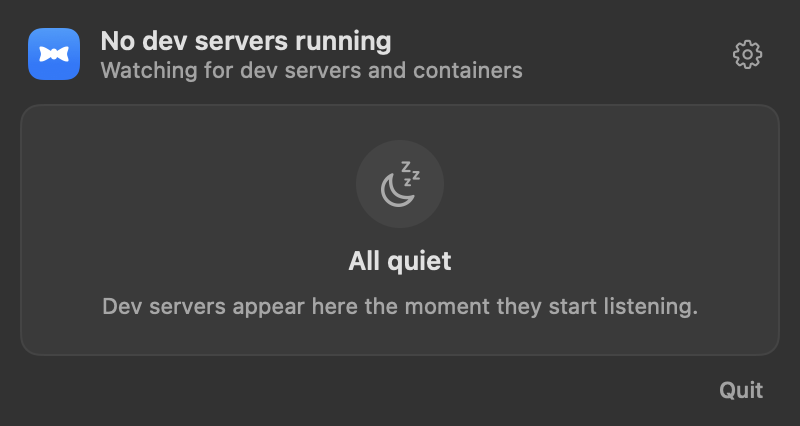 No dev servers running
Watching for dev servers and containers
z
z
z
All quiet
Dev servers appear here the moment they start listening.
Quit